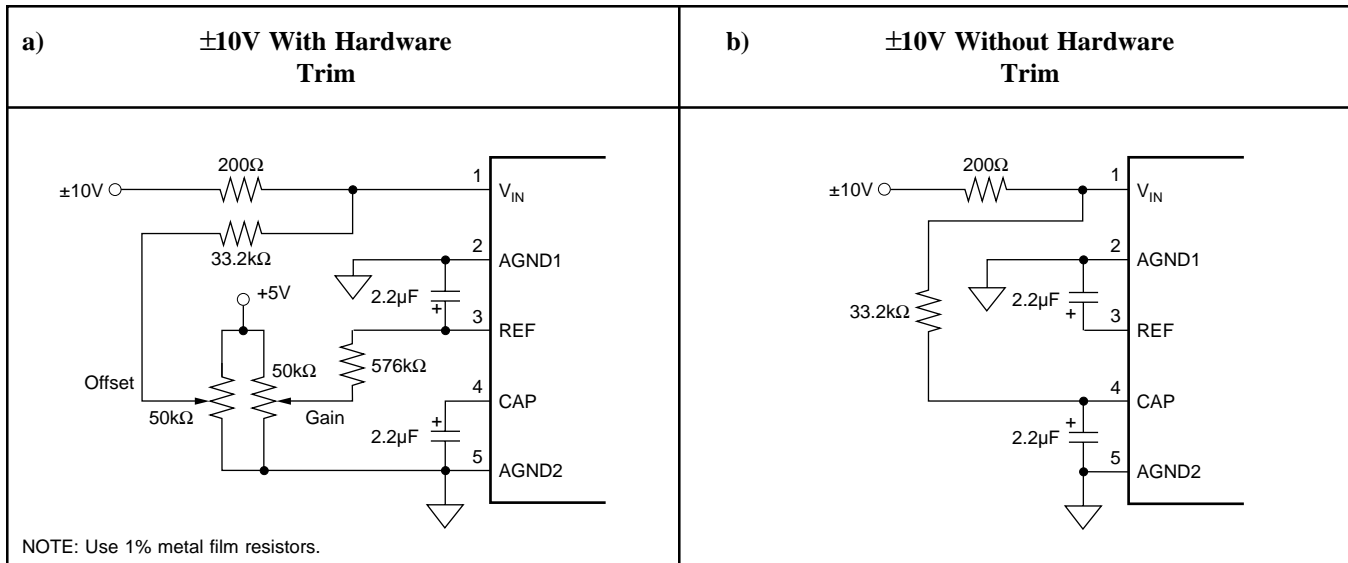 a) ±10V With Hardware
Trim
200Ω
±10V
1
V_IN
33.2kΩ
2
AGND1
+5V
2.2µF
+
3
REF
576kΩ
Offset
50kΩ
50kΩ
Gain
4
CAP
+
2.2µF
5
AGND2
NOTE: Use 1% metal film resistors.
b) ±10V Without Hardware
Trim
200Ω
±10V
1
V_IN
2
AGND1
2.2µF
+
3
REF
33.2kΩ
4
CAP
+
2.2µF
5
AGND2